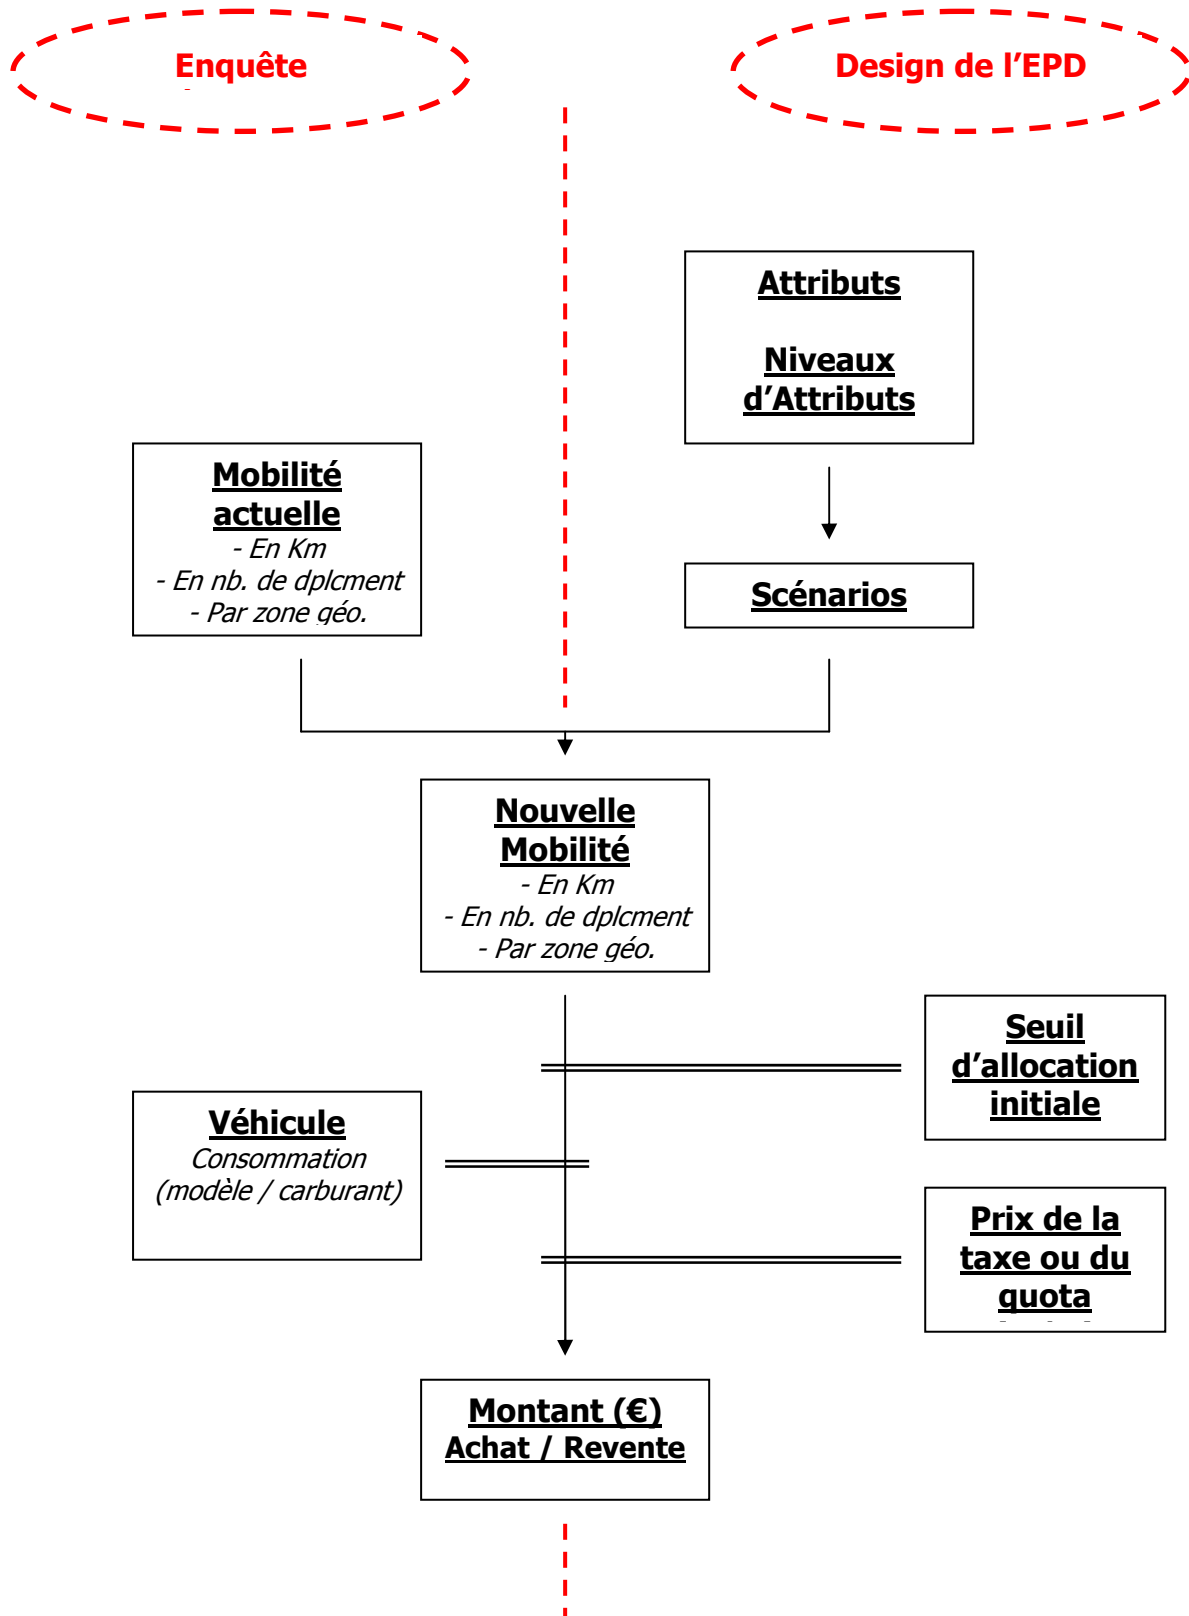 Enquête
Design de l’EPD
Attributs
Niveaux
d’Attributs
Mobilité
actuelle
- En Km
- En nb. de dplcment
- Par zone géo.
Scénarios
Nouvelle
Mobilité
- En Km
- En nb. de dplcment
- Par zone géo.
Seuil
d’allocation
initiale
Véhicule
Consommation
(modèle / carburant)
Prix de la
taxe ou du
quota
Montant (€)
Achat / Revente